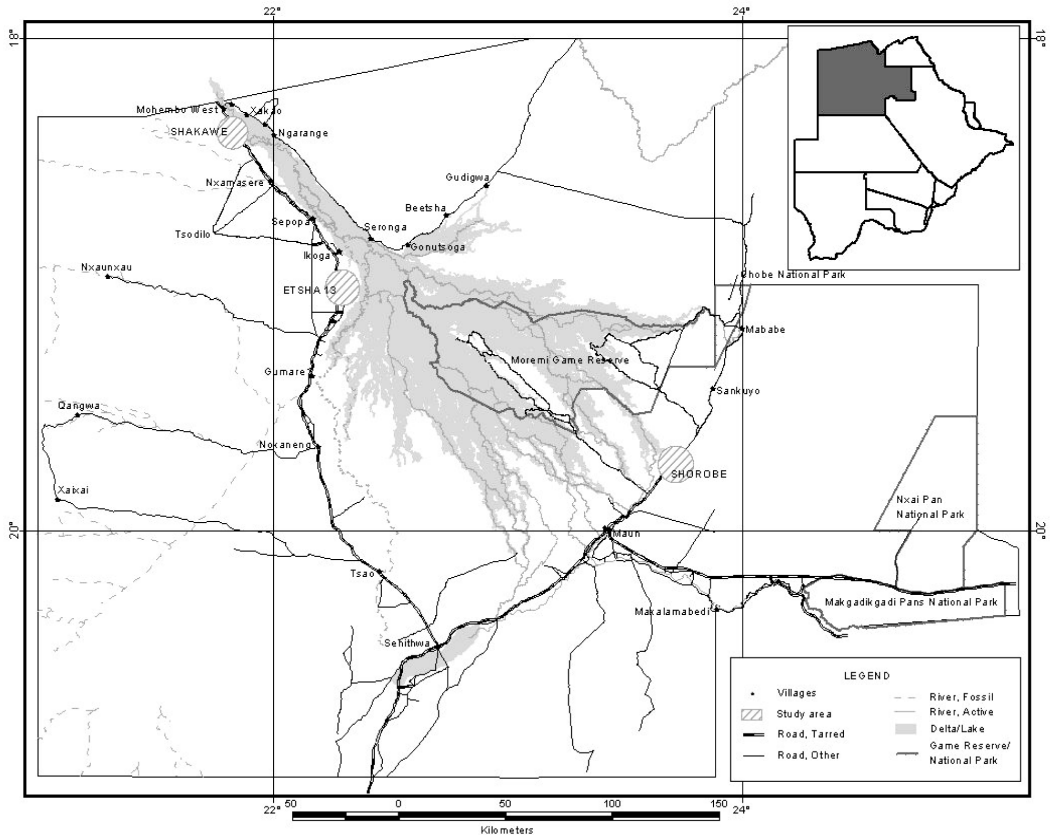 22°
24°
18°
18°
Mohembo West
Xakao
SHAKAWE
Ngarange
Nxamasere
Gudigwa
Beetsha
Sepopa
Seronga
Tsodilo
Gonutsoga
Ikoga
Nxaunxau
Chobe National Park
ETSHA 13
Mababe
Moremi Game Reserve
Gumare
Sankuyo
Qangwa
Nokaneng
SHOROBE
Xaixai
Nxai Pan
National Park
20°
20°
Maun
Tsao
Makgadikgadi Pans National Park
Makalamabedi
Sehithwa
LEGEND
Villages
Study area
Road, Tarred
Road, Other
River, Fossil
River, Active
Delta/Lake
Game Reserve/
National Park
22°
24°
50 0 50 100 150
Kilometers